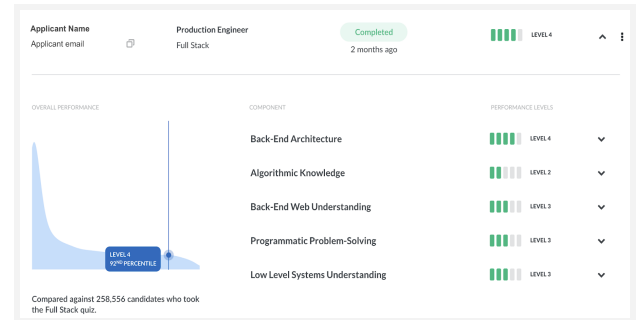 Applicant Name
Applicant email
Production Engineer
Full Stack
Completed
2 months ago
LEVEL 4
OVERALL PERFORMANCE
LEVEL 4
92ND PERCENTILE
Compared against 258,556 candidates who took
the Full Stack quiz.
COMPONENT
PERFORMANCE LEVELS
Back-End Architecture
LEVEL 4
Algorithmic Knowledge
LEVEL 2
Back-End Web Understanding
LEVEL 3
Programmatic Problem-Solving
LEVEL 3
Low Level Systems Understanding
LEVEL 3